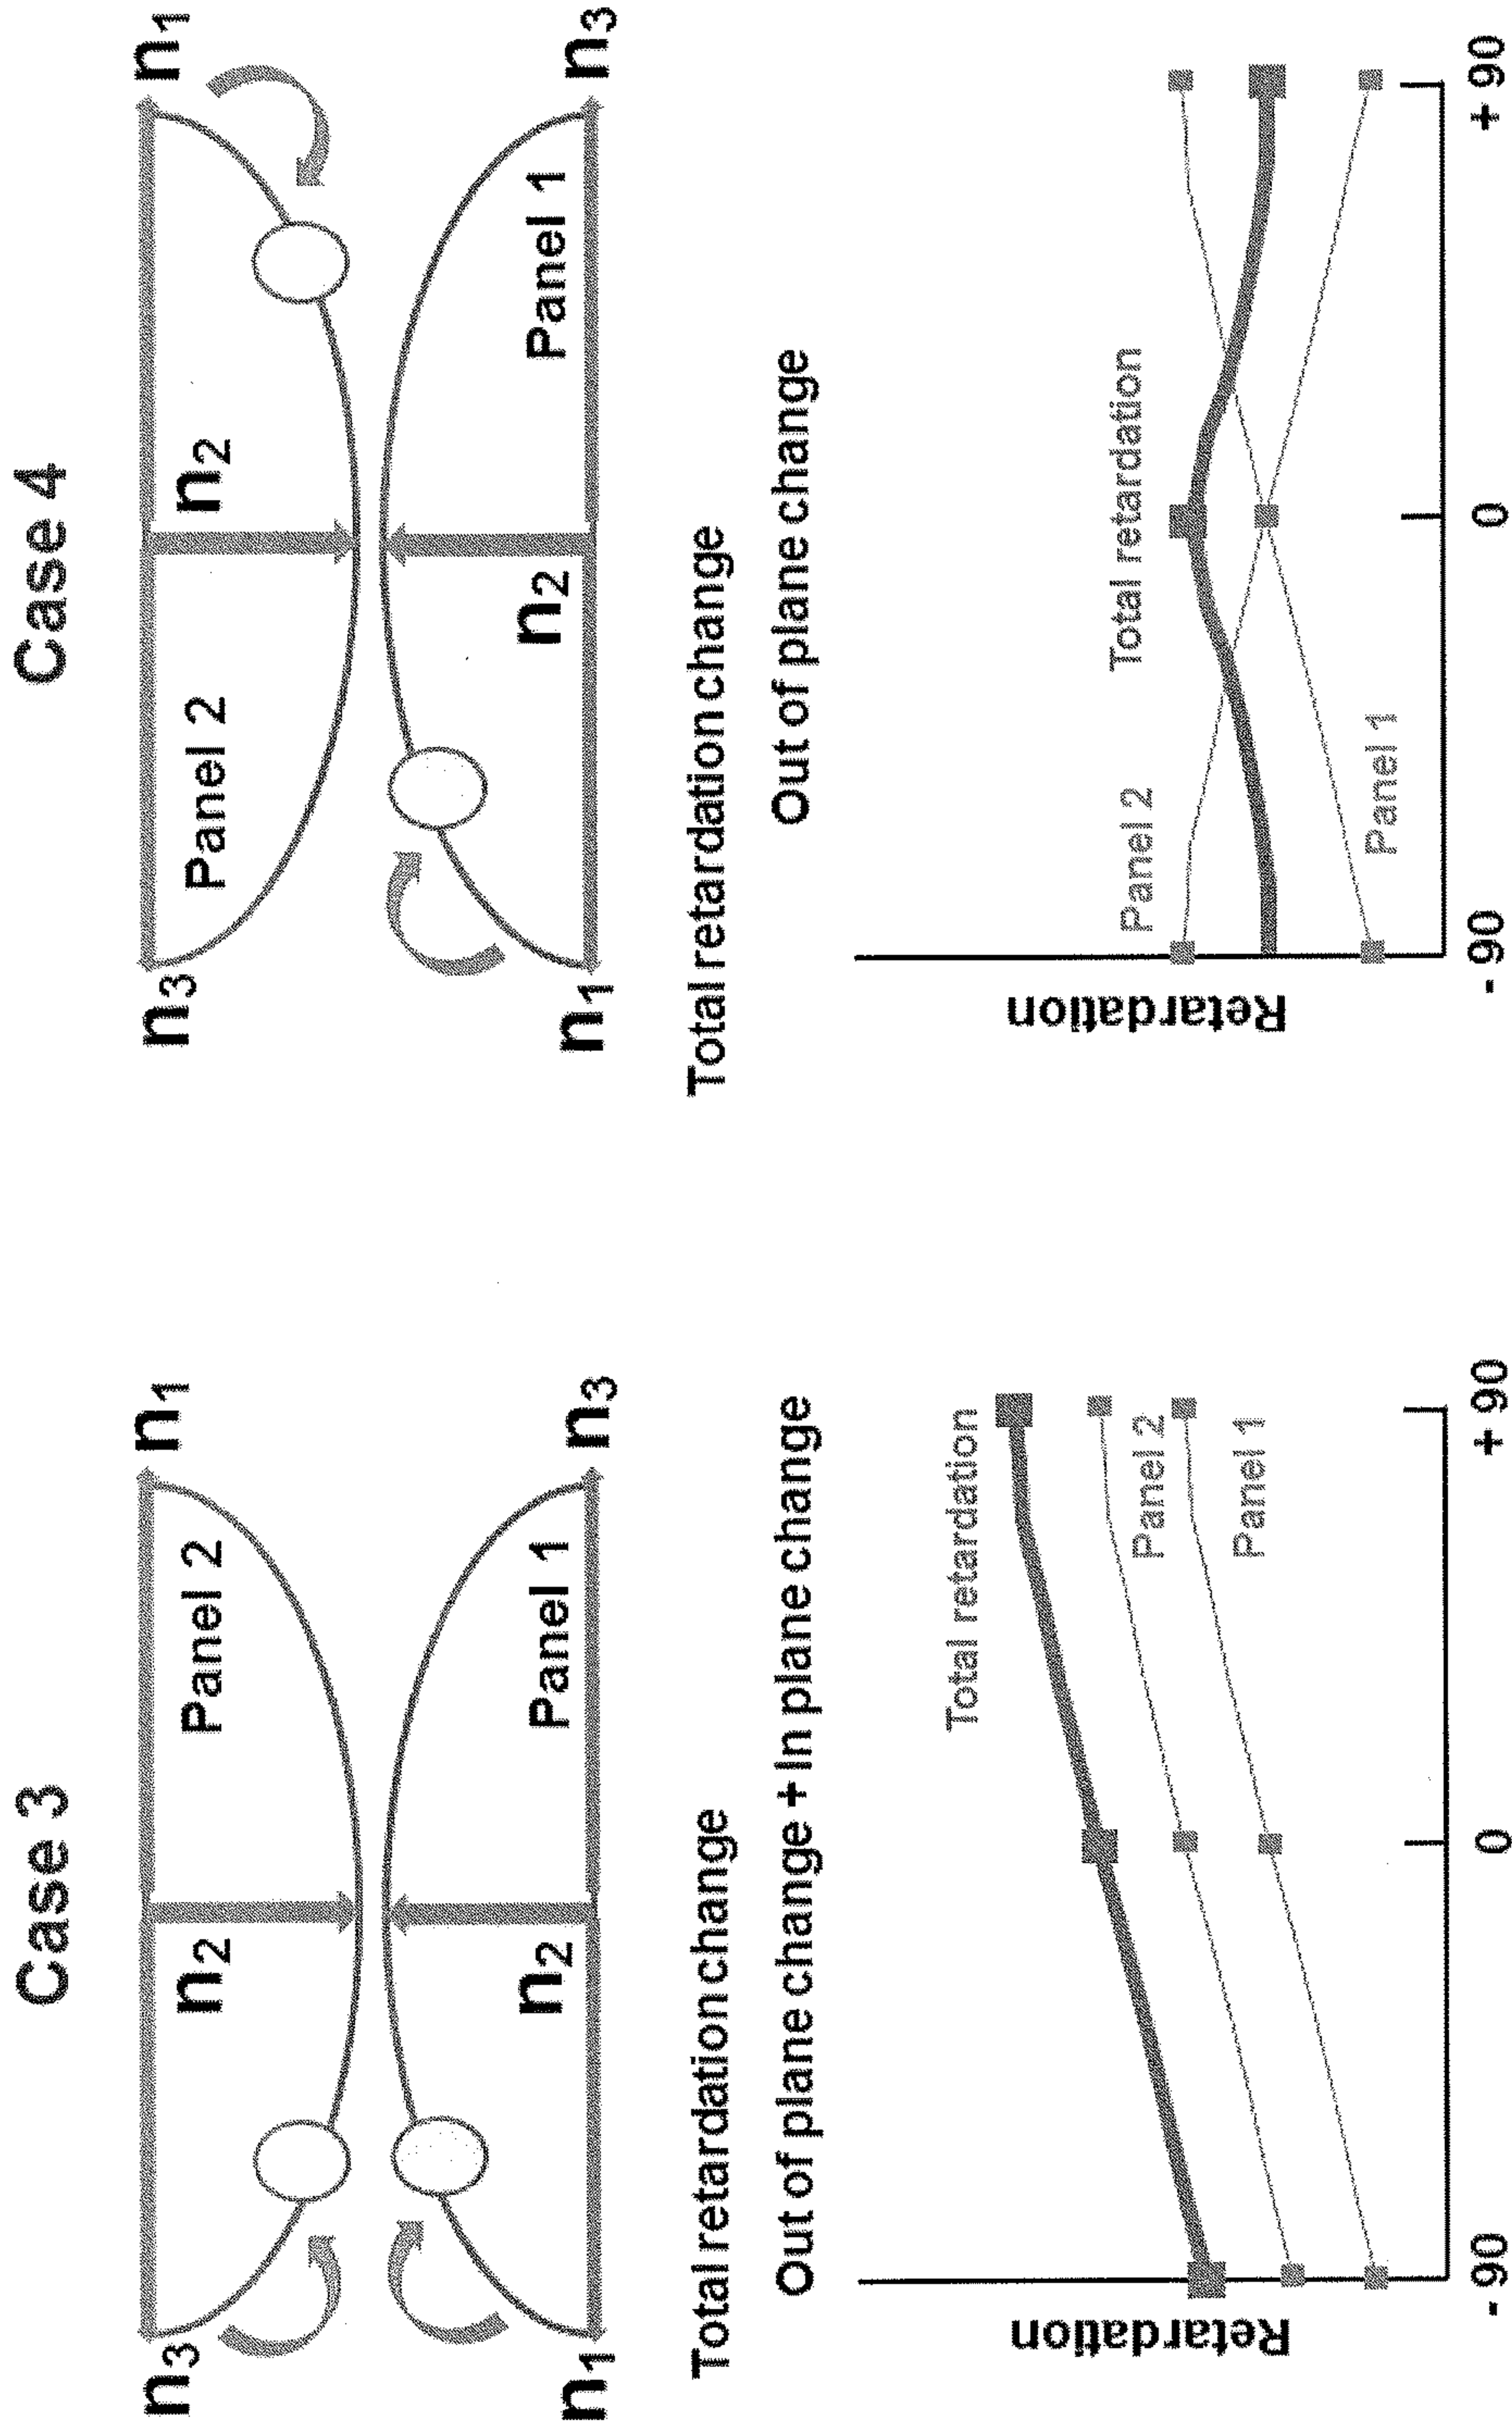 Case 3
n3
n1
n2
Panel 2
n2
Panel 1
n1
n3
Total retardation change
Out of plane change + In plane change
Retardation
Total retardation
Panel 2
Panel 1
- 90
0
+ 90
Case 4
n3
n1
Panel 2
n2
n2
Panel 1
n1
n3
Total retardation change
Out of plane change
Retardation
Panel 2
Total retardation
Panel 1
- 90
0
+ 90